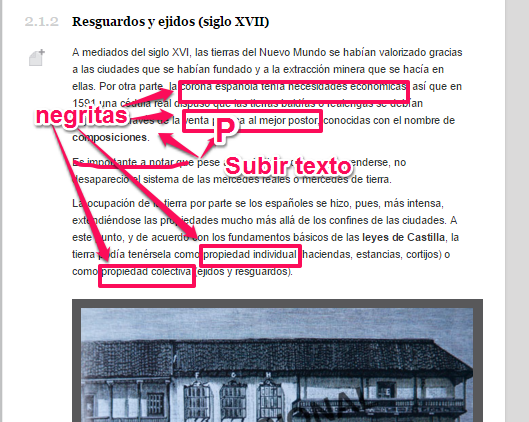 2.1.2 Resguardos y ejidos (siglo XVII)
A mediados del siglo XVI, las tierras del Nuevo Mundo se habían valorizado gracias
a las ciudades que se habían fundado y a la extracción minera que se hacía en
ellas. Por otra parte, la corona española tenía necesidades económicas, así que en
1591 una cédula real dispuso que las tierras baldías o realengas se debían
negritas
través de la venta al mejor postor, conocidas con el nombre de
P
composiciones.
Es importante a notar que pese
Subir texto
no
desapareció el sistema de las mercedes reales o mercedes de tierra.
La ocupación de la tierra por parte se los españoles se hizo, pues, más intensa,
extendiéndose las propiedades mucho más allá de los confines de las ciudades. A
este punto, y de acuerdo con los fundamentos básicos de las leyes de Castilla, la
tierra podía tenérsela como propiedad individual (haciendas, estancias, cortijos) o
como propiedad colectiva (ejidos y resguardos).
F G H